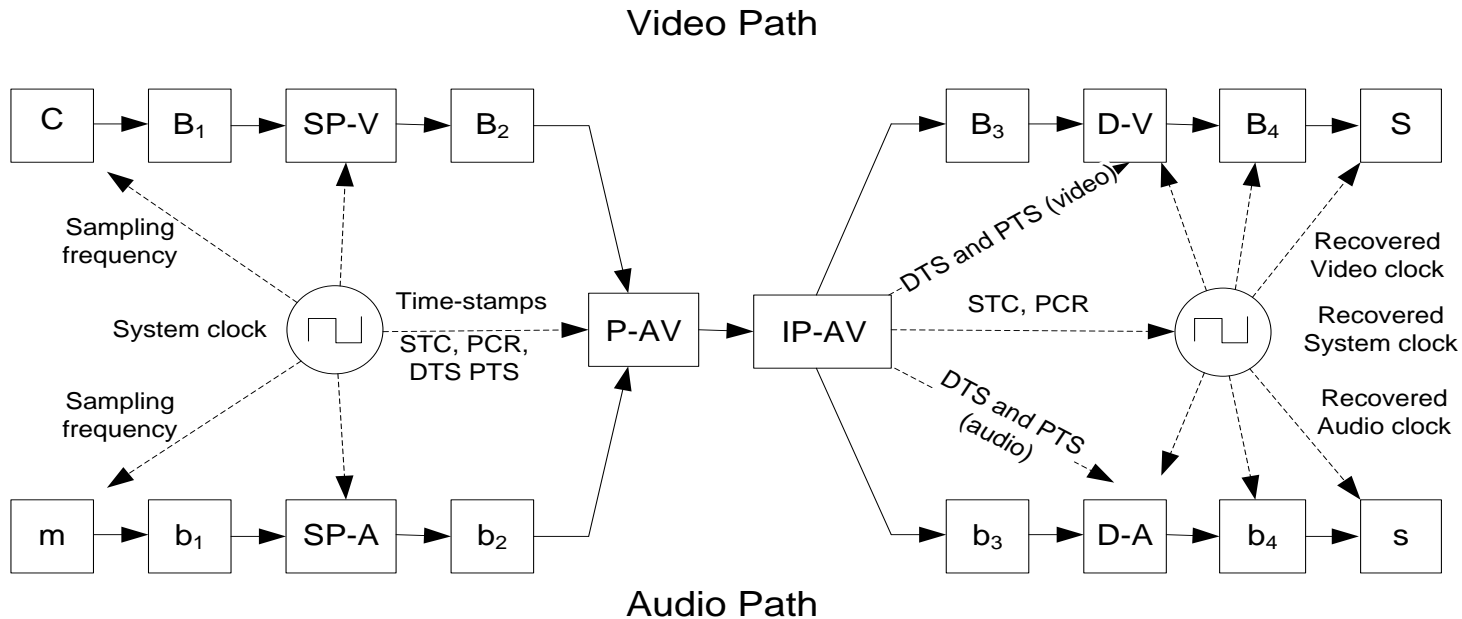 Video Path
C
B₁
SP-V
B₂
B₃
D-V
B₄
S
Sampling
frequency
System clock
Time-stamps
STC, PCR,
DTS PTS
P-AV
IP-AV
DTS and PTS (video)
STC, PCR
DTS and PTS
(audio)
Recovered
Video clock
Recovered
System clock
Recovered
Audio clock
Sampling
frequency
m
b₁
SP-A
b₂
b₃
D-A
b₄
s
Audio Path